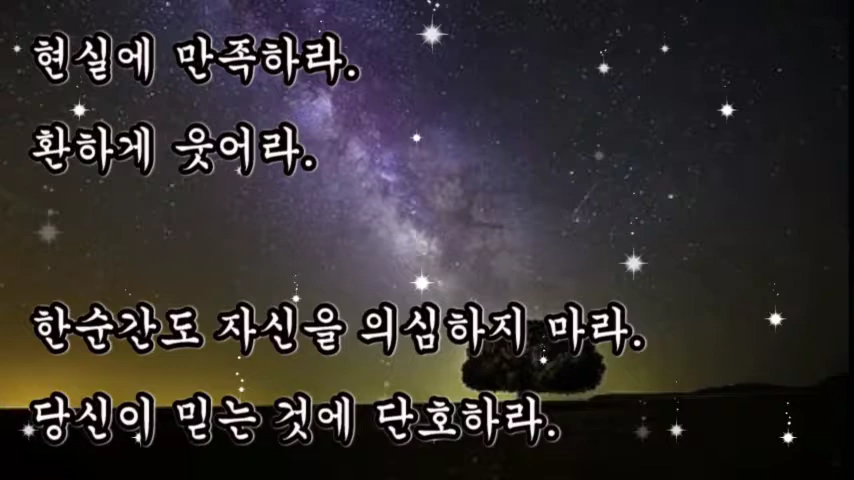 현실에 만족하라.
환하게 웃어라.
한순간도 자신을 의심하지 마라.
당신이 믿는 것에 단호하라.